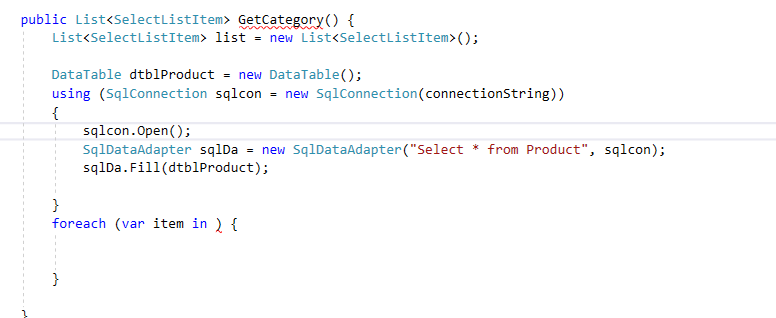 public List<SelectListItem> GetCategory() {
List<SelectListItem> list = new List<SelectListItem>();
DataTable dtblProduct = new DataTable();
using (SqlConnection sqlcon = new SqlConnection(connectionString))
{
sqlcon.Open();
SqlDataAdapter sqlDa = new SqlDataAdapter("Select * from Product", sqlcon);
sqlDa.Fill(dtblProduct);
}
foreach (var item in ) {
}
}